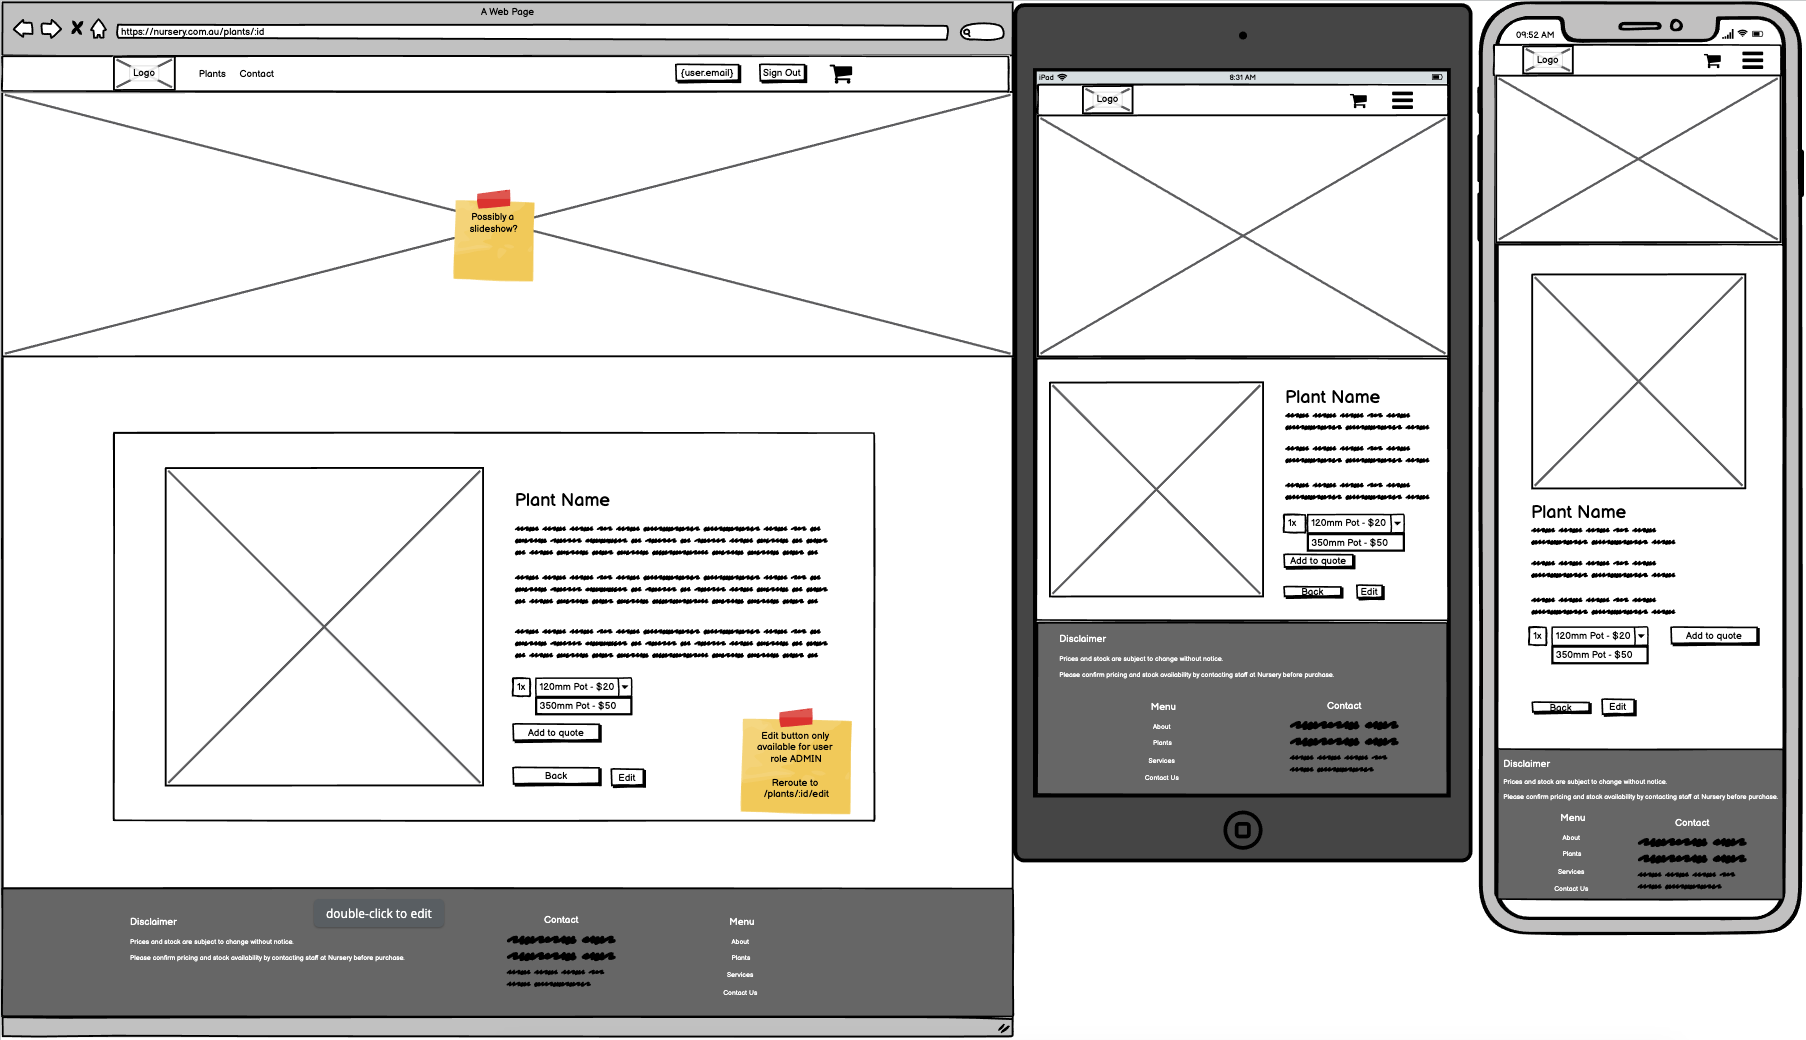 A Web Page
https://nursery.com.au/plants/:id
Logo
Plants
Contact
{user.email}
Sign Out
Possibly a
slideshow?
Plant Name
1x
120mm Pot - $20
350mm Pot - $50
Add to quote
Back
Edit
Edit button only
available for user
role ADMIN
Reroute to
/plants/:id/edit
Disclaimer
Prices and stock are subject to change without notice.
Please confirm pricing and stock availability by contacting staff at Nursery before purchase.
double-click to edit
Contact
Menu
About
Plants
Services
Contact Us
iPad
8:31 AM
Logo
Plant Name
1x
120mm Pot - $20
350mm Pot - $50
Add to quote
Back
Edit
Disclaimer
Prices and stock are subject to change without notice.
Please confirm pricing and stock availability by contacting staff at Nursery before purchase.
Menu
About
Plants
Services
Contact Us
Contact
09:52 AM
Logo
Plant Name
1x
120mm Pot - $20
350mm Pot - $50
Add to quote
Back
Edit
Disclaimer
Prices and stock are subject to change without notice.
Please confirm pricing and stock availability by contacting staff at Nursery before purchase.
Menu
About
Plants
Services
Contact Us
Contact